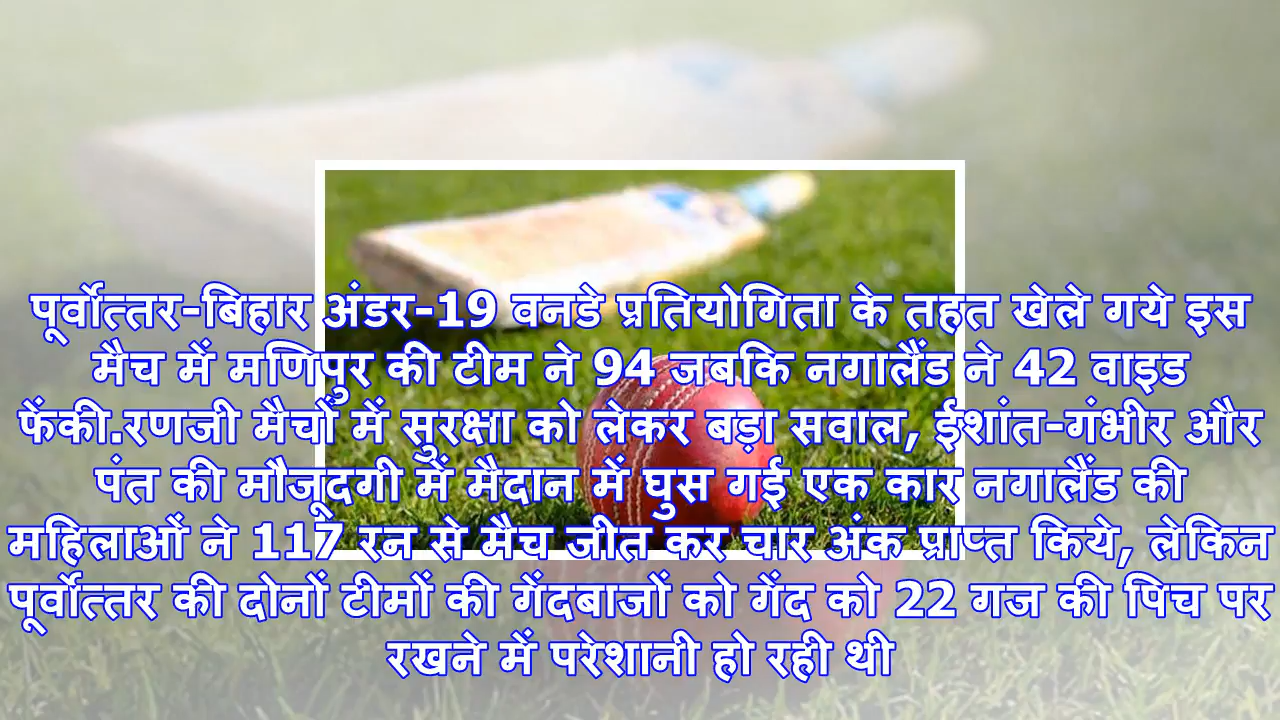 पूर्वोत्तर-बिहार अंडर-19 वनडे प्रतियोगिता के तहत खेले गये इस
मैच में मणिपुर की टीम ने 94 जबकि नगालैंड ने 42 वाइड
फेंकी.रणजी मैचों में सुरक्षा को लेकर बड़ा सवाल, ईशांत-गंभीर और
पंत की मौजूदगी में मैदान में घुस गई एक कार नगालैंड की
महिलाओं ने 117 रन से मैच जीत कर चार अंक प्राप्त किये, लेकिन
पूर्वोत्तर की दोनों टीमों की गेंदबाजों को गेंद को 22 गज की पिच पर
रखने में परेशानी हो रही थी